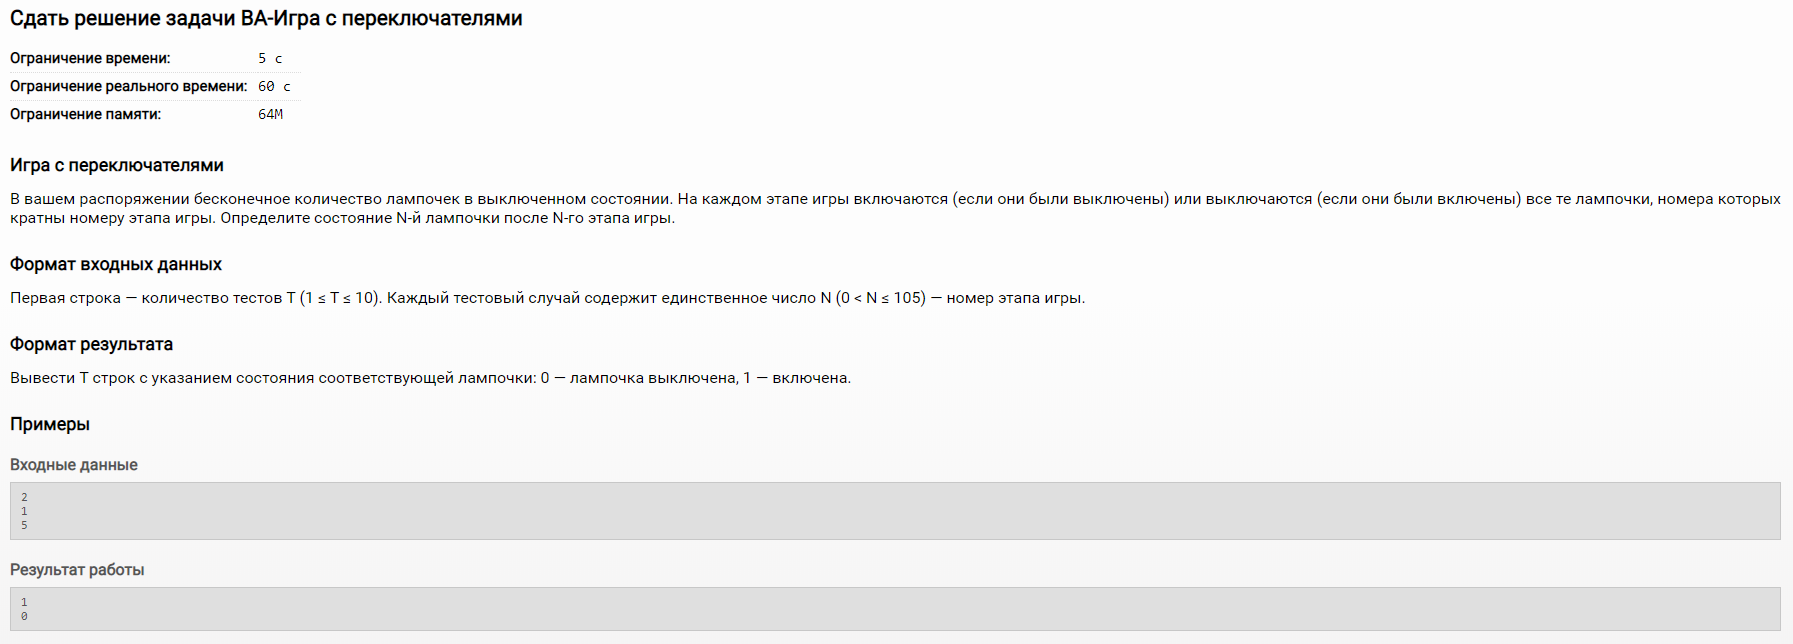 Сдать решение задачи BA-Игра с переключателями
Ограничение времени: 5 с
Ограничение реального времени: 60 с
Ограничение памяти: 64M
Игра с переключателями
В вашем распоряжении бесконечное количество лампочек в выключенном состоянии. На каждом этапе игры включаются (если они были выключены) или выключаются (если они были включены) все те лампочки, номера которых
кратны номеру этапа игры. Определите состояние N-й лампочки после N-го этапа игры.
Формат входных данных
Первая строка — количество тестов T (1 ≤ T ≤ 10). Каждый тестовый случай содержит единственное число N (0 < N ≤ 105) — номер этапа игры.
Формат результата
Вывести T строк с указанием состояния соответствующей лампочки: 0 — лампочка выключена, 1 — включена.
Примеры
Входные данные
2
1
5
Результат работы
1
0